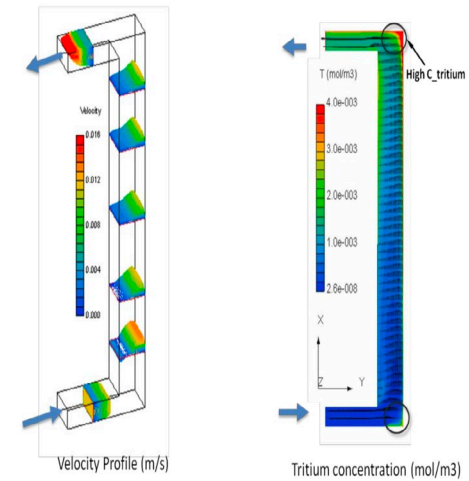 Velocity
0.016
0.012
0.008
0.004
0.000
Velocity Profile (m/s)
High C_tritium
T (mol/m3)
4.0e-003
3.0e-003
2.0e-003
1.0e-003
2.6e-008
X
Z
Y
Tritium concentration (mol/m3)